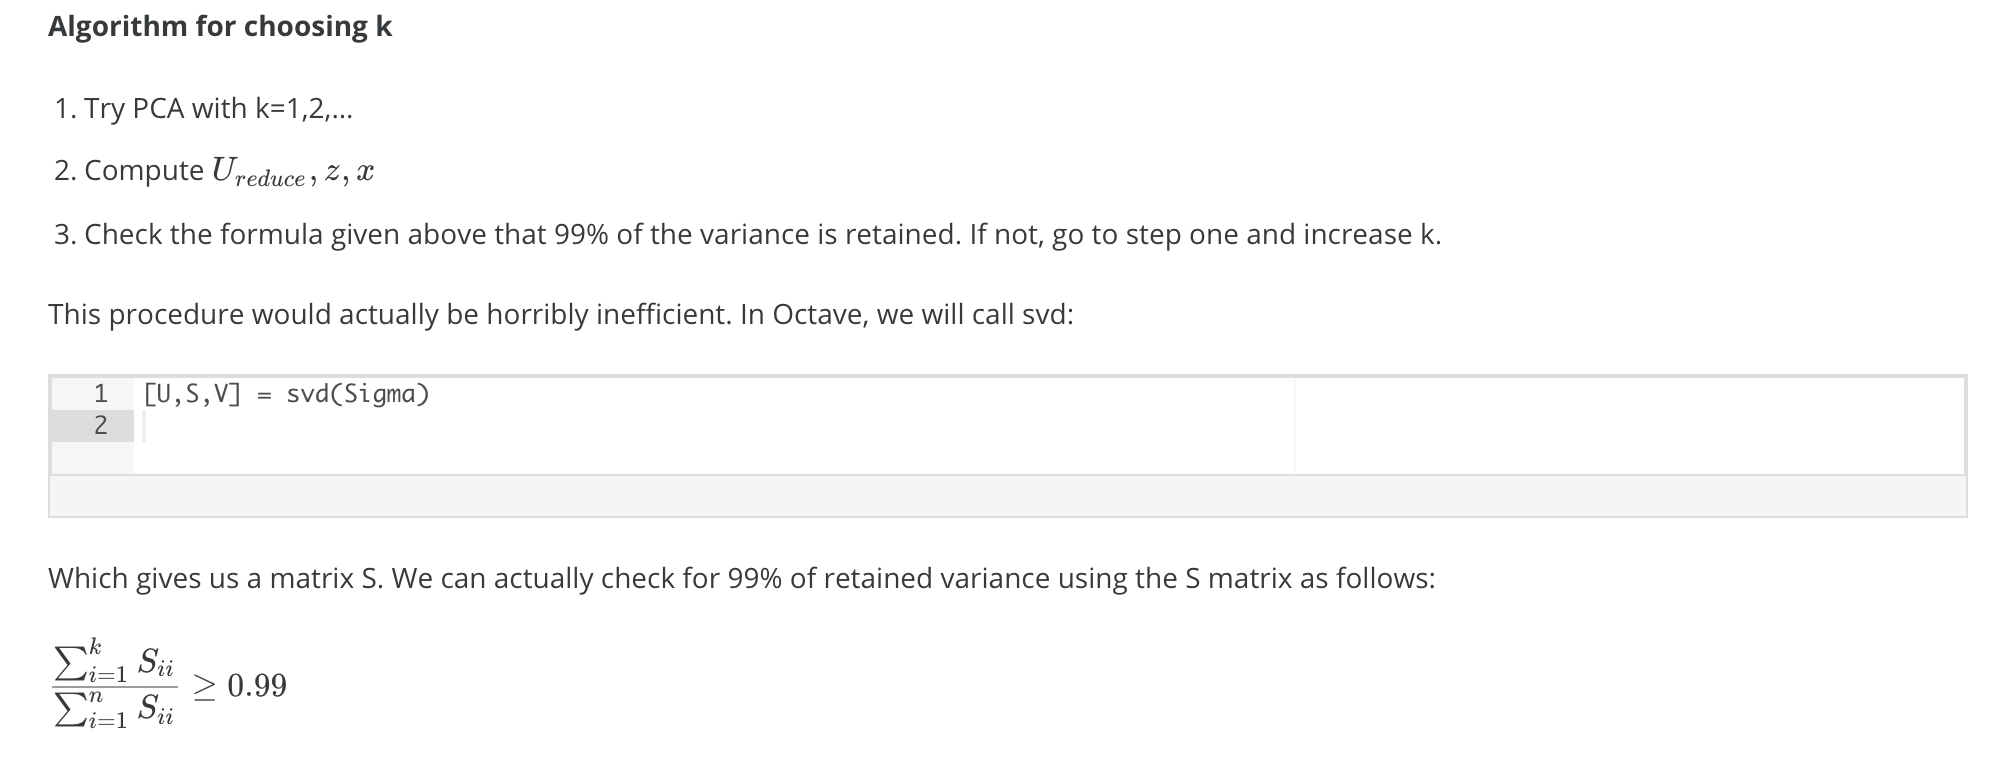 Algorithm for choosing k
1. Try PCA with k=1,2,...
2. Compute U_{reduce}, z, x
3. Check the formula given above that 99% of the variance is retained. If not, go to step one and increase k.
This procedure would actually be horribly inefficient. In Octave, we will call svd:
1 [U,S,V] = svd(Sigma)
2
Which gives us a matrix S. We can actually check for 99% of retained variance using the S matrix as follows:
\frac{\sum_{i=1}^{k} S_{ii}}{\sum_{i=1}^{n} S_{ii}} ≥ 0.99